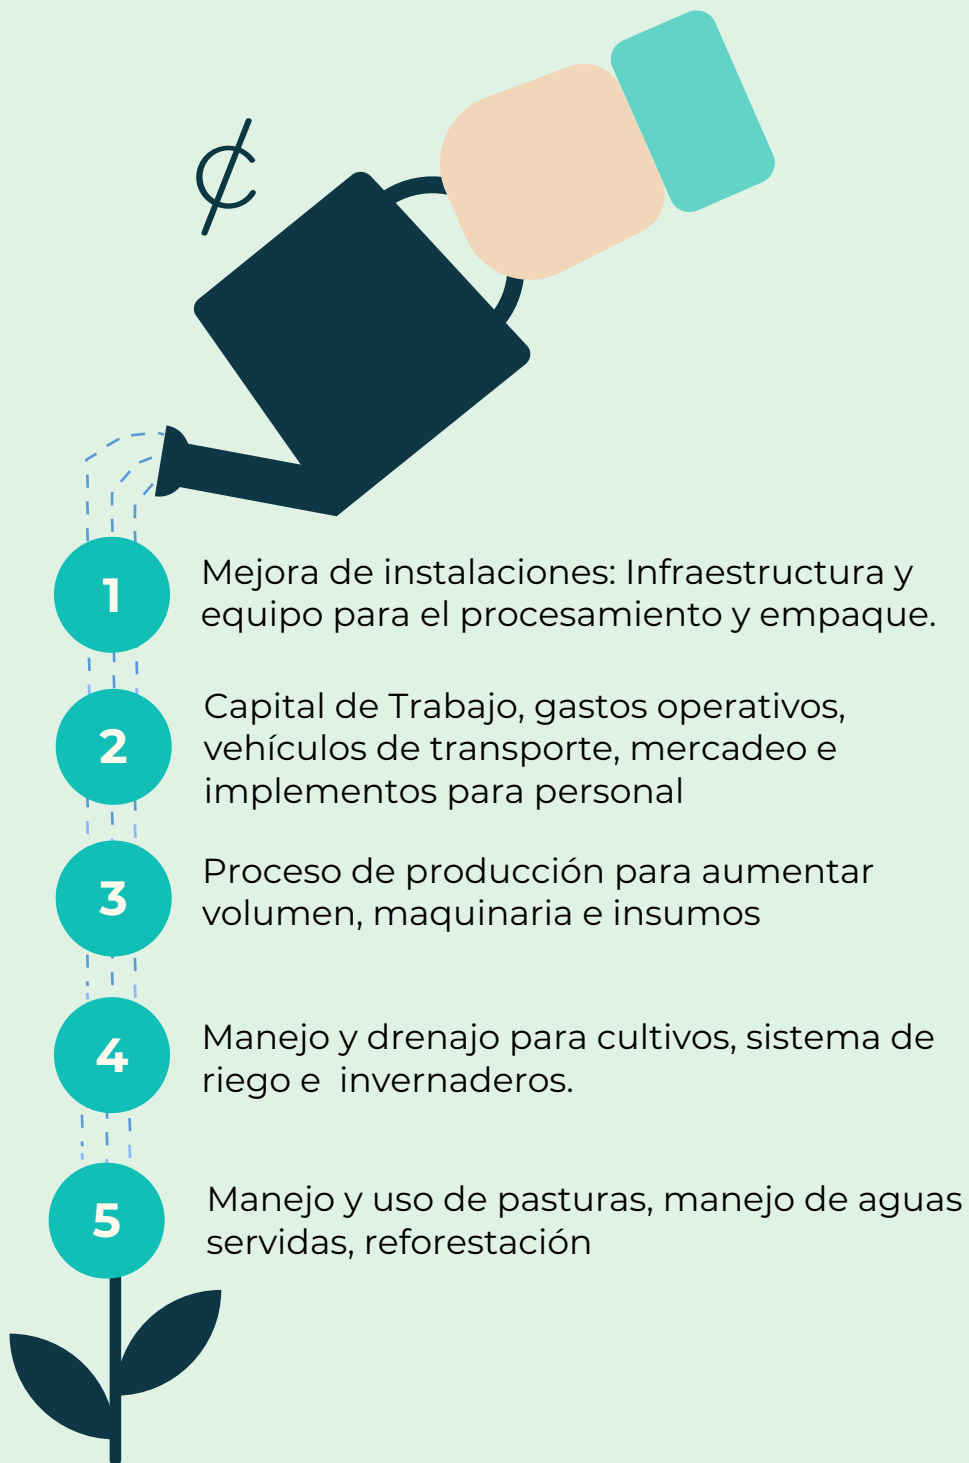 ₡
1
Mejora de instalaciones: Infraestructura y
equipo para el procesamiento y empaque.
2
Capital de Trabajo, gastos operativos,
vehículos de transporte, mercadeo e
implementos para personal
3
Proceso de producción para aumentar
volumen, maquinaria e insumos
4
Manejo y drenajo para cultivos, sistema de
riego e invernaderos.
5
Manejo y uso de pasturas, manejo de aguas
servidas, reforestación